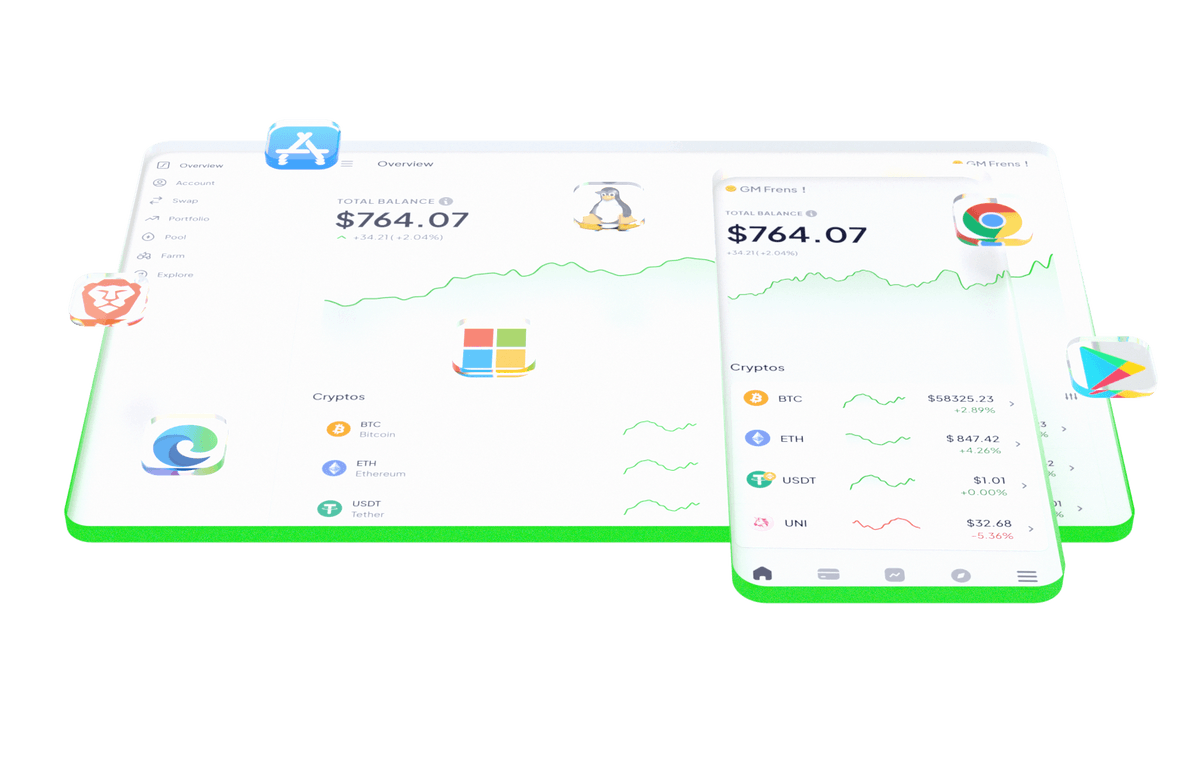 Overview
Account
Swap
Portfolio
Pool
Farm
Explore
Overview
GM Frens !
TOTAL BALANCE
$764.07
+34.21(+2.04%)
Cryptos
BTC
Bitcoin
ETH
Ethereum
USDT
Tether
GM Frens !
TOTAL BALANCE
$764.07
+34.21(+2.04%)
Cryptos
BTC $58325.23
+2.89%
ETH $847.42
+4.26%
USDT $1.01
+0.00%
UNI $32.68
-5.36%